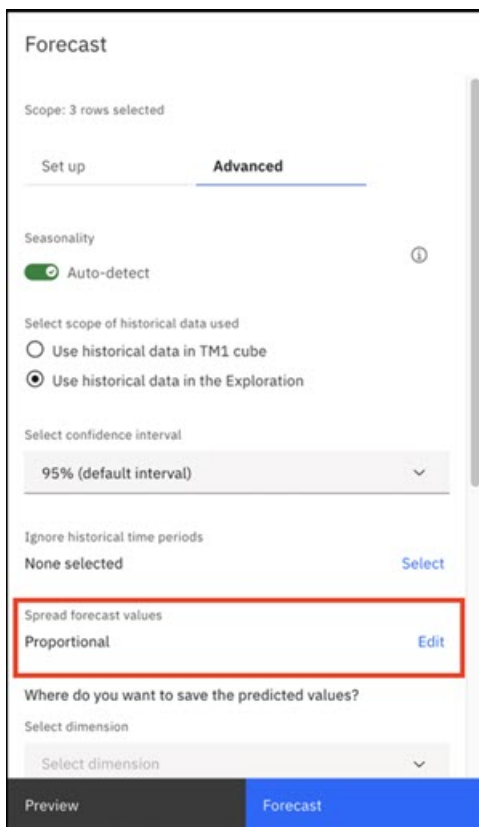 Forecast
Scope: 3 rows selected
Set up Advanced
Seasonality
Auto-detect
Select scope of historical data used
Use historical data in TM1 cube
Use historical data in the Exploration
Select confidence interval
95% (default interval)
Ignore historical time periods
None selected Select
Spread forecast values
Proportional Edit
Where do you want to save the predicted values?
Select dimension
Select dimension
Preview Forecast